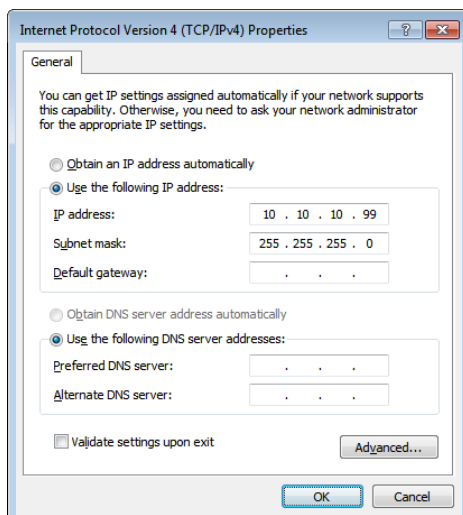 Internet Protocol Version 4 (TCP/IPv4) Properties
General
You can get IP settings assigned automatically if your network supports
this capability. Otherwise, you need to ask your network administrator
for the appropriate IP settings.
Obtain an IP address automatically
Use the following IP address:
IP address: 10 . 10 . 10 . 99
Subnet mask: 255 . 255 . 255 . 0
Default gateway: . . .
Obtain DNS server address automatically
Use the following DNS server addresses:
Preferred DNS server: . . .
Alternate DNS server: . . .
Validate settings upon exit
Advanced...
OK Cancel